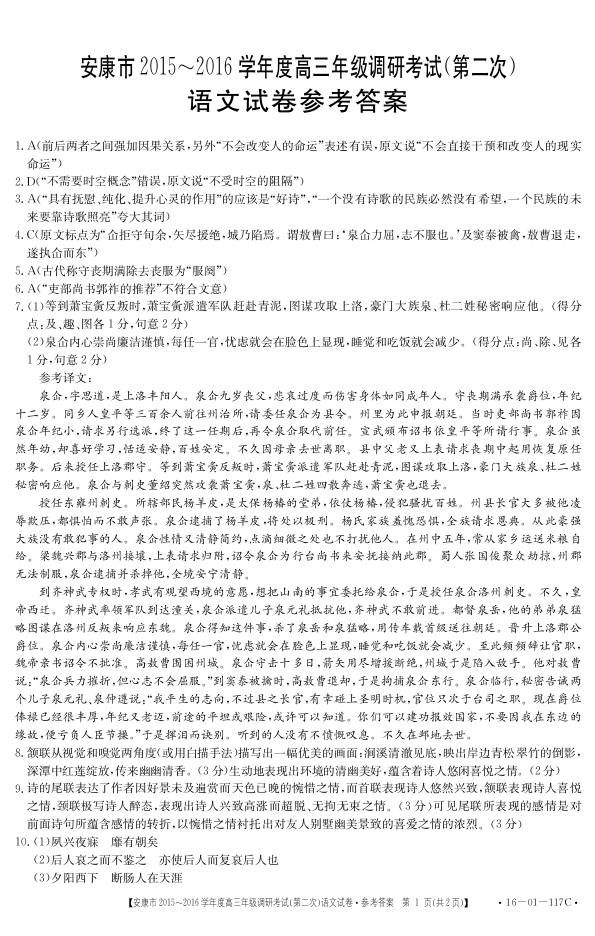 安康市2015～2016学年度高三年级调研考试(第二次)
语文试卷参考答案
1. A(前后两者之间强加因果关系,另外“不会改变人的命运”表述有误,原文说“不会直接干预和改变人的现实
命运”)
2. D(“不需要时空概念”错误,原文说“不受时空的阻隔”)
3. A(“具有抚慰、纯化、提升心灵的作用”的应该是“好诗”,“一个没有诗歌的民族必然没有希望,一个民族的未
来要靠诗歌照亮”夸大其词)
4. C(原文标点为“仚拒守旬余,矢尽援绝,城乃陷焉。谓敖曹曰:‘泉仚力屈,志不服也。’及窦泰被禽,敖曹退走,
遂执仚而东”)
5. A(古代称守丧期满除去丧服为“服阕”)
6. A(“吏部尚书郭祚的推荐”不符合文意)
7. (1)等到萧宝夤反叛时,萧宝夤派遣军队赶赴青泥,图谋攻取上洛,豪门大族泉、杜二姓秘密响应他。(得分
点:及、趣、图各1分,句意2分)
(2)泉仚内心崇尚廉洁谨慎,每任一官,忧虑就会在脸色上显现,睡觉和吃饭就会减少。(得分点:尚、除、见各
1分,句意2分)
参考译文:
泉仚,字思道,是上洛丰阳人。泉仚九岁丧父,悲哀过度而伤害身体如同成年人。守丧期满承袭爵位,年纪
十二岁。同乡人皇平等三百余人前往州治所,请委任泉仚为县令。州里为此申报朝廷。当时吏部尚书郭祚因
泉仚年纪小,请求另行选派,终了这一任期后,再令泉仚取代前任。宣武颁布诏书依皇平等所请行事。泉仚虽
然年幼,却喜好学习,恬适安静,百姓安定。不久因母亲去世离职。县中父老又上表请求丧期中起用恢复原任
职务。后来授任上洛郡守。等到萧宝夤反叛时,萧宝夤派遣军队赶赴青泥,图谋攻取上洛,豪门大族泉、杜二姓
秘密响应他。泉仚与刺史董绍突然攻袭萧宝夤,泉、杜二姓四散奔逃,萧宝夤也退去。
授任东雍州刺史。所辖部民杨羊皮,是太保杨椿的堂弟,依仗杨椿,侵犯骚扰百姓。州县长官大多被他凌
辱欺压,都惧怕而不敢声张。泉仚逮捕了杨羊皮,将处以极刑。杨氏家族羞愧恐惧,全族请求恩典。从此豪强
大族没有敢犯事的人。泉仚性情又清静简约,点滴细微之处也不打扰他人。在州中五年,常从家乡运送米粮自
给。梁魏兴郡与洛州接壤,上表请求归附,诏令泉仚为行台尚书来安抚接纳此郡。蜀人张国俊聚众劫掠,州郡
无法制服,泉仚逮捕并杀掉他,全境安宁清静。
到齐神武专权时,孝武有观望西境的意愿,想把山南的事宜委托给泉仚,于是授任泉仚洛州刺史。不久,皇
帝西迁。齐神武率领军队到达潼关,泉仚派遣儿子泉元礼抵抗他,齐神武不敢前进。都督泉岳,他的弟弟泉猛
略图谋在洛州反叛来响应东魏。泉仚得知这件事,杀了泉岳和泉猛略,用传车载首级送往朝廷。晋升上洛郡公
爵位。泉仚内心崇尚廉洁谨慎,每任一官,忧虑就会在脸色上显现,睡觉和吃饭就会减少。至此频频辞让官职,
魏帝亲书诏令不批准。高敖曹围困州城。泉仚守击十多日,箭矢用尽增援断绝,州城于是陷入敌手。他对敖曹
说:“泉仚兵力摧折,但心志不会屈服。”到窦泰被擒时,高敖曹退却,于是拘捕泉仚东行。泉仚临行,秘密告诫两
个儿子泉元礼、泉仲遵说:“我平生的志向,不过县之长官,有幸碰上圣明时机,官位只次于台司之职。现在爵位
俸禄已经很丰厚,年纪又老迈,前途的平坦或艰险,或许可以知道。你们可以建功报效国家,不要因我在东边的
缘故,便亏负人臣节操。”于是挥泪而诀别。听到的人没有不愤慨叹息。不久在邺地去世。
8. 颔联从视觉和嗅觉两角度(或用白描手法)描写出一幅优美的画面:涧溪清澈见底,映出岸边青松翠竹的倒影,
深潭中红莲绽放,传来幽幽清香。(3分)生动地表现出环境的清幽美好,蕴含着诗人悠闲喜悦之情。(2分)
9. 诗的尾联表达了作者因好景未及遍赏而天色已晚的惋惜之情,而首联表现诗人悠然兴致,颔联表现诗人喜悦
之情,颈联极写诗人醉态,表现出诗人兴致高涨而超脱、无拘无束之情。(3分)可见尾联所表现的感情是对
前面诗句所蕴含感情的转折,以惋惜之情衬托出对友人别墅幽美景致的喜爱之情的浓烈。(3分)
10. (1)夙兴夜寐　靡有朝矣
(2)后人哀之而不鉴之　亦使后人而复哀后人也
(3)夕阳西下　断肠人在天涯
【安康市2015～2016学年度高三年级调研考试(第二次)语文试卷·参考答案　第1页(共2页)】　·16－01－117C·